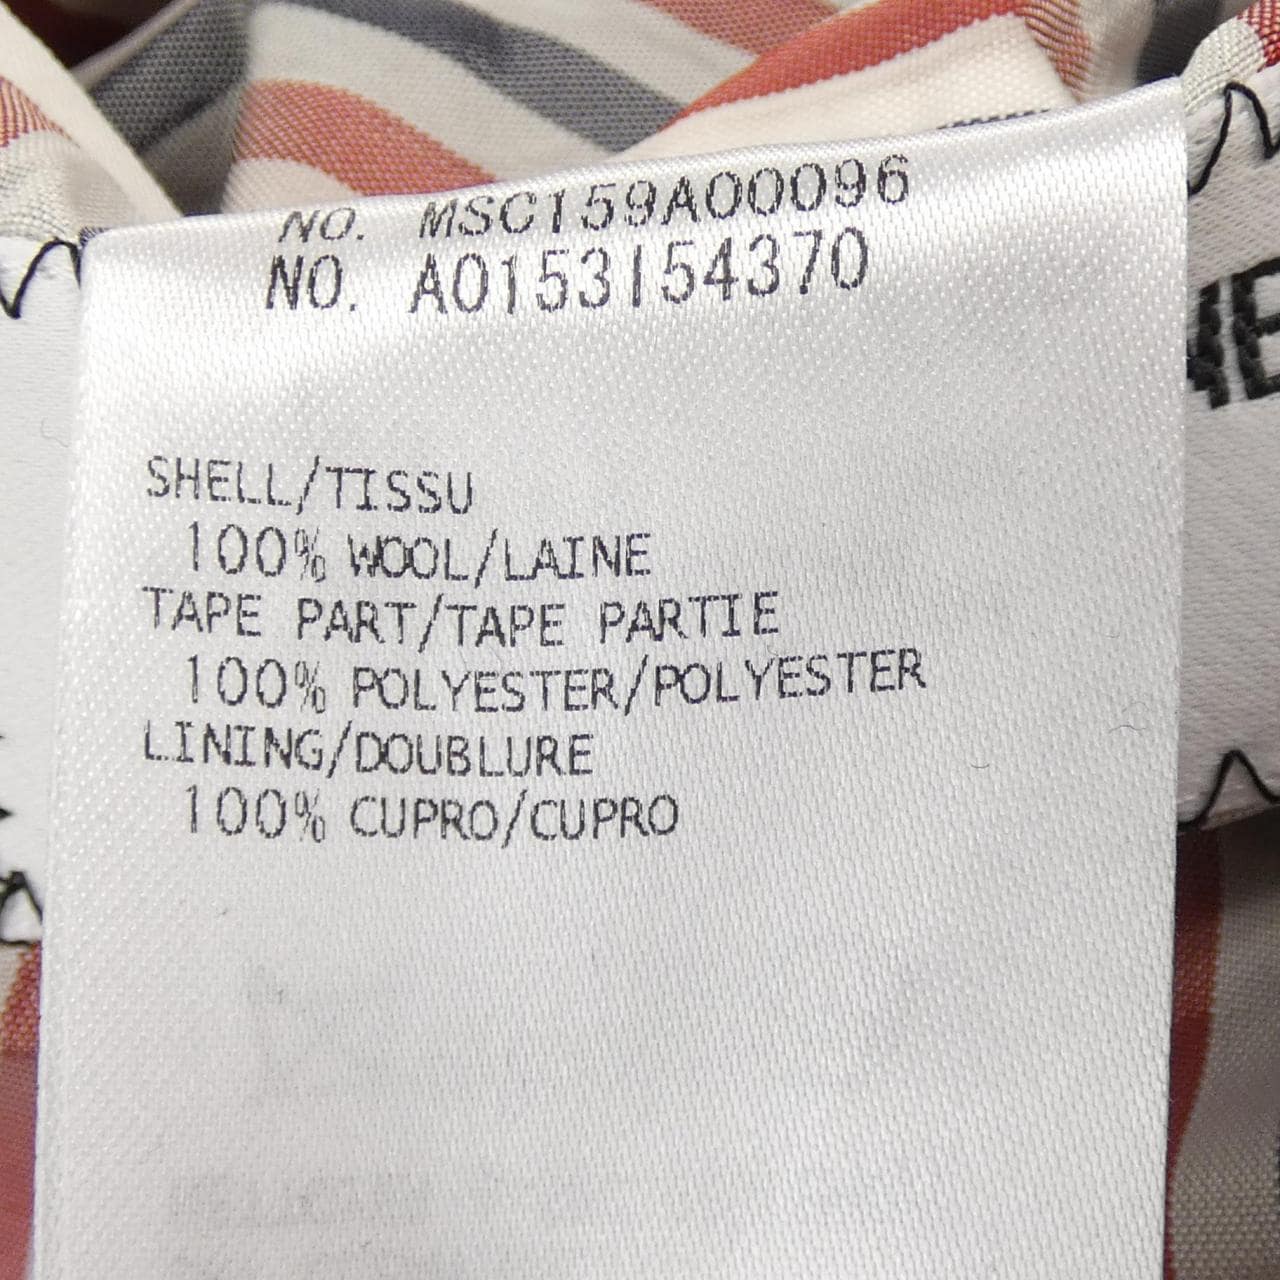 NO. MSC159A00096
NO. A0153154370
SHELL/TISSU
100% WOOL/LAINE
TAPE PART/TAPE PARTIE
100% POLYESTER/POLYESTER
LINING/DOUBLURE
100% CUPRO/CUPRO